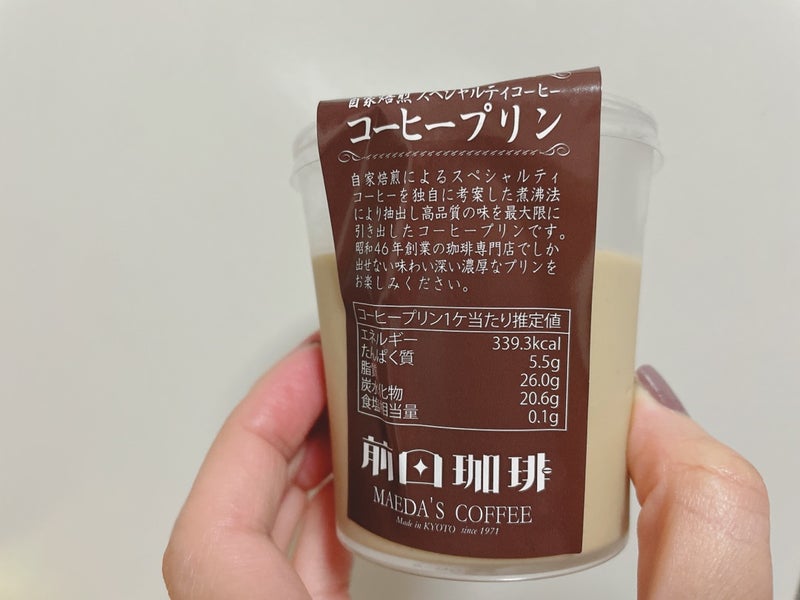 自家焙煎 スペシャルティコーヒー
コーヒープリン
自家焙煎によるスペシャルティ
コーヒーを独自に考案した煮沸法
により抽出し高品質の味を最大限に
引き出したコーヒープリンです。
昭和46年創業の珈琲専門店でしか
出せない味わい深い濃厚なプリンを
お楽しみください。
コーヒープリン1ケ当たり推定値
エネルギー 339.3kcal
たんぱく質 5.5g
脂質 26.0g
炭水化物 20.6g
食塩相当量 0.1g
前田珈琲
MAEDA'S COFFEE
Made in KYOTO since 1971